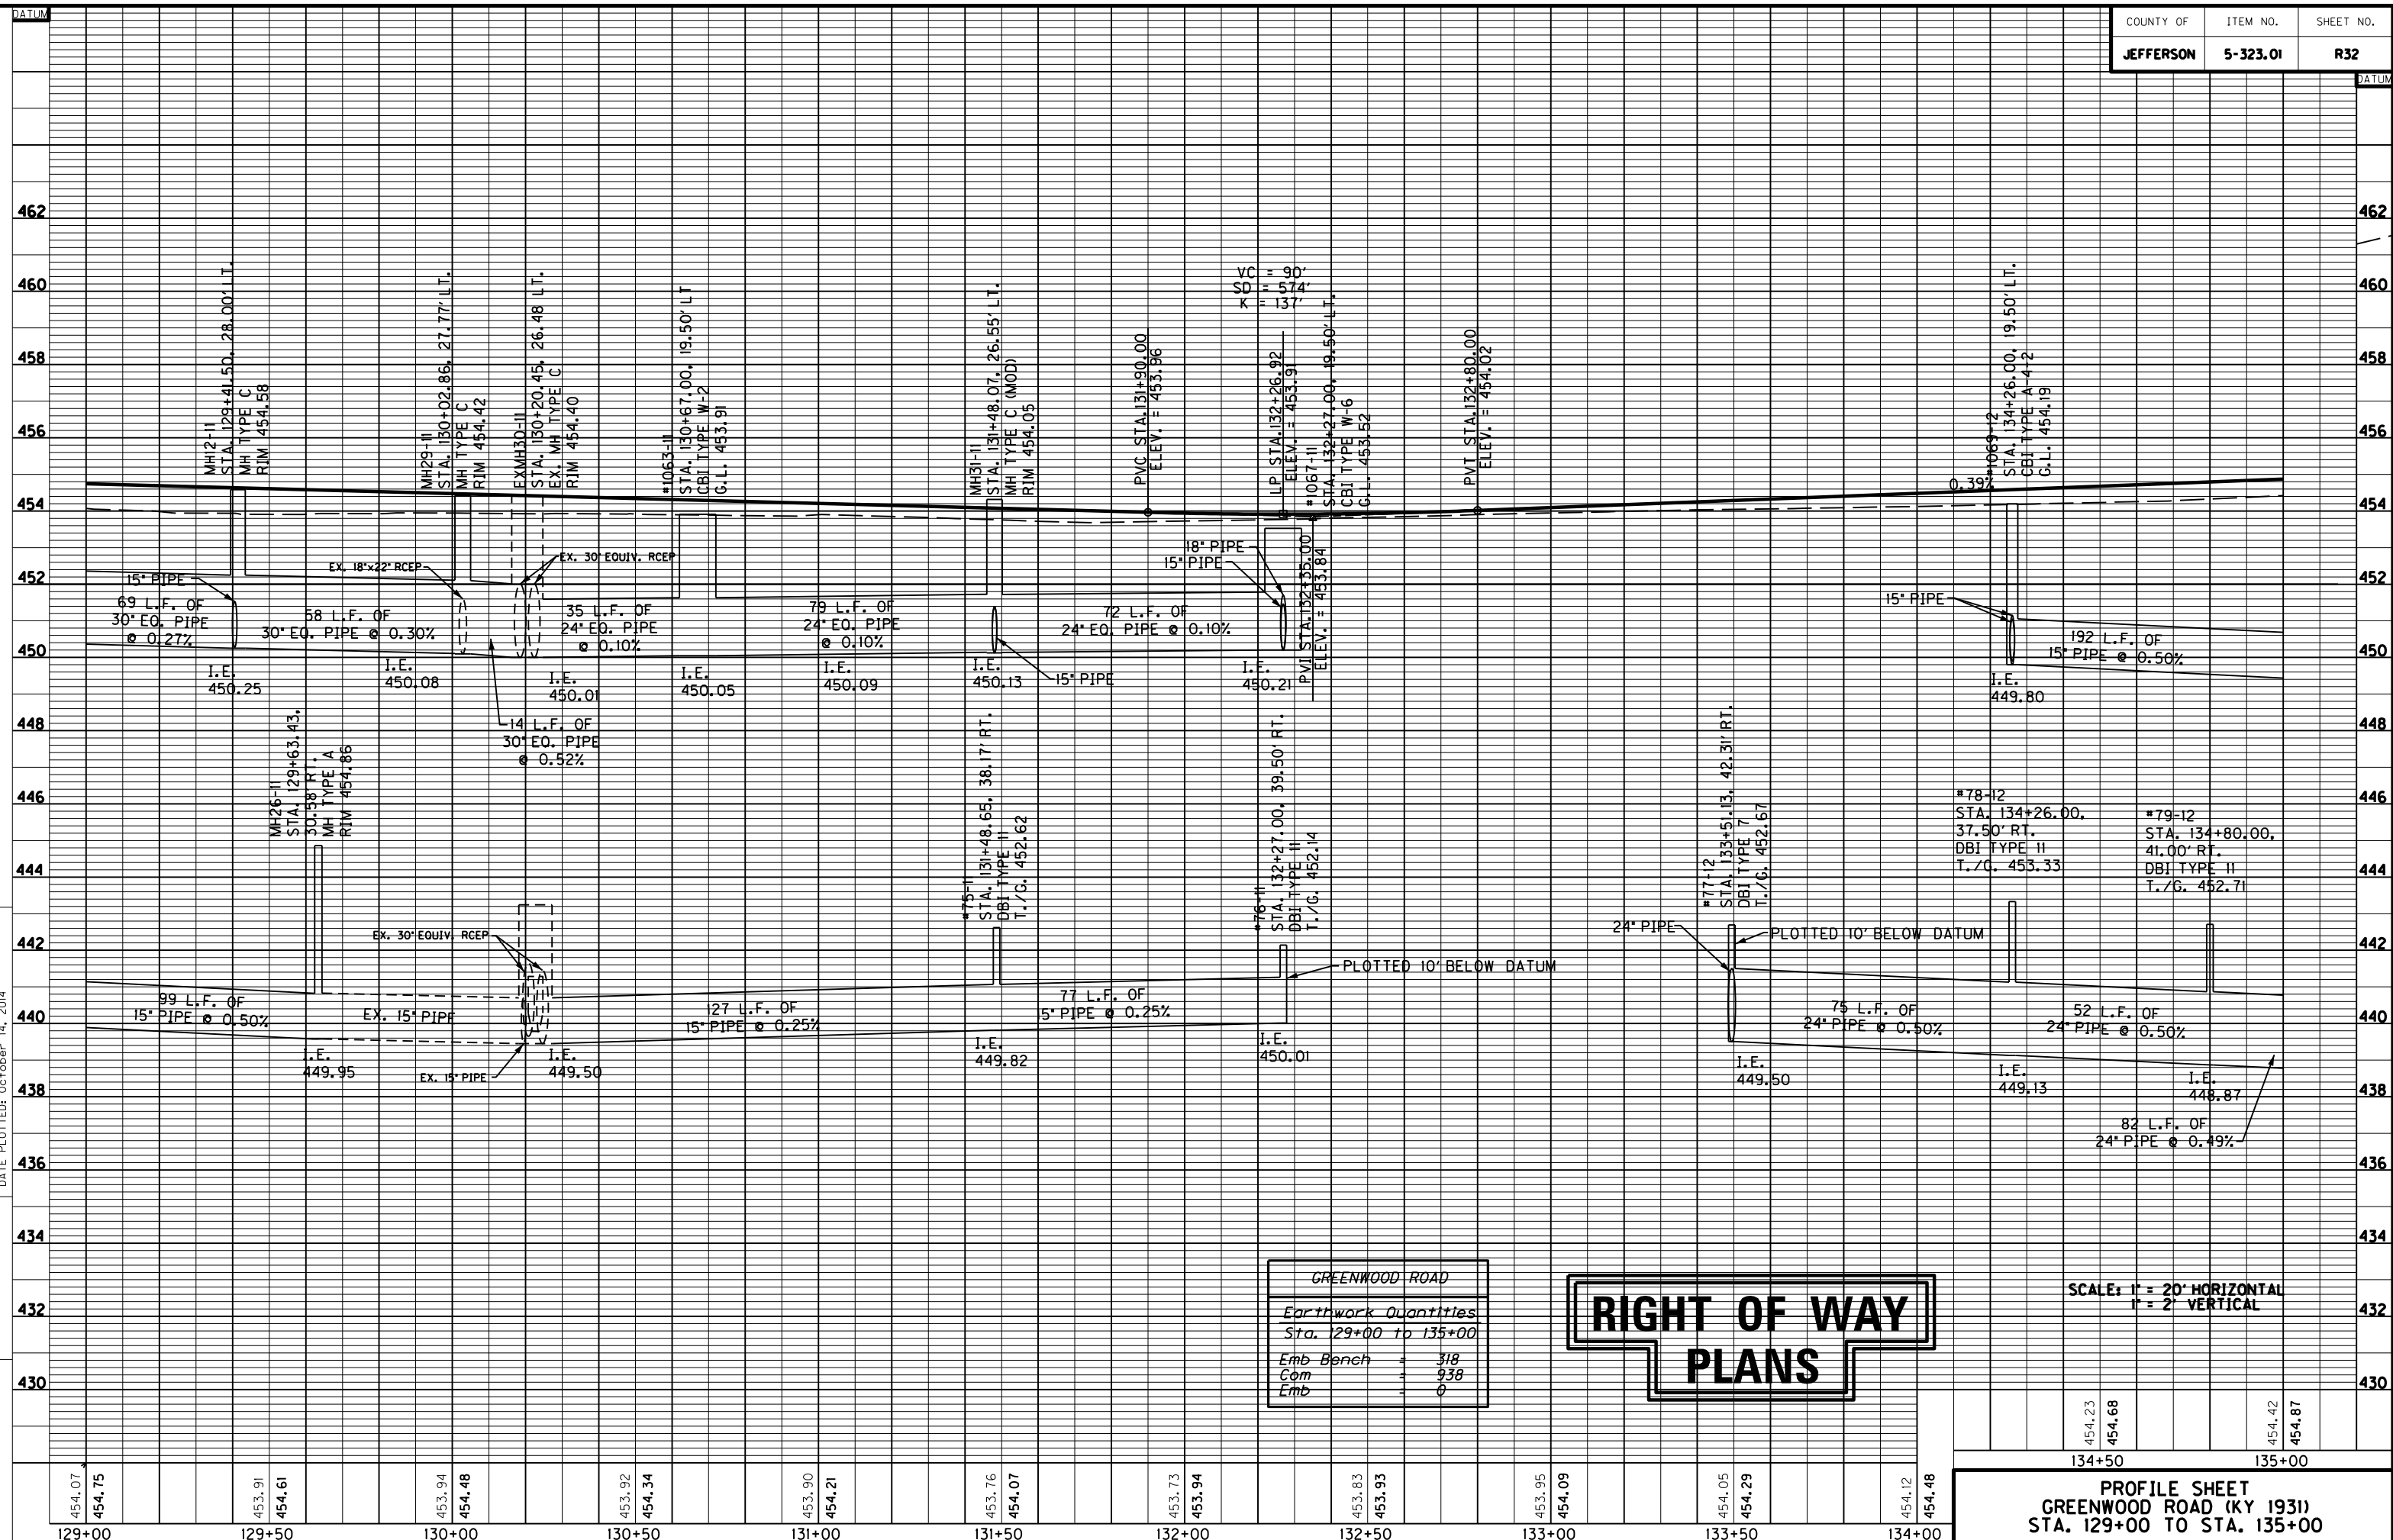 DATUM
COUNTY OF ITEM NO. SHEET NO.
JEFFERSON 5-323.01 R32
DATUM
462
462
460
460
458
458
456
456
454
454
452
452
450
450
448
448
446
446
444
444
442
442
440
440
438
438
436
436
434
434
432
432
430
430
MH12-11
STA. 129+41.50, 28.00' LT.
MH TYPE C
RIM 454.58
MH29-11
STA. 130+02.86, 27.77' LT.
MH TYPE C
RIM 454.42
EXMH30-11
STA. 130+20.45, 26.48 LT.
EX. MH TYPE C
RIM 454.40
#1063-11
STA. 130+67.00, 19.50' LT
CBI TYPE W-2
G.L. 453.91
MH31-11
STA. 131+48.07, 26.55' LT.
MH TYPE C (MOD)
RIM 454.05
PVC STA.131+90.00
ELEV. = 453.96
VC = 90'
SD = 574'
K = 137'
LP STA.132+26.92
ELEV. = 453.91
#1067-11
STA. 132+27.00, 19.50' LT.
CBI TYPE W-6
G.L. 453.52
PVI STA.132+35.00
ELEV. = 453.84
PVT STA.132+80.00
ELEV. = 454.02
0.39%
#1069-12
STA. 134+26.00, 19.50' LT.
CBI TYPE A-4-2
G.L. 454.19
15" PIPE
69 L.F. OF
30" EQ. PIPE
@ 0.27%
EX. 18"x22" RCEP
58 L.F. OF
30" EQ. PIPE @ 0.30%
EX. 30" EQUIV. RCEP
35 L.F. OF
24" EQ. PIPE
@ 0.10%
79 L.F. OF
24" EQ. PIPE
@ 0.10%
72 L.F. OF
24" EQ. PIPE @ 0.10%
18" PIPE
15" PIPE
15" PIPE
15" PIPE
192 L.F. OF
15" PIPE @ 0.50%
I.E.
450.25
I.E.
450.08
I.E.
450.01
I.E.
450.05
I.E.
450.09
I.E.
450.13
I.E.
450.21
I.E.
449.80
14 L.F. OF
30" EQ. PIPE
@ 0.52%
MH26-11
STA. 129+63.43,
30.58' RT.
MH TYPE A
RIM 454.86
#75-11
STA. 131+48.65, 38.17' RT.
DBI TYPE 11
T./G. 452.62
#76-11
STA. 132+27.00, 39.50' RT.
DBI TYPE 11
T./G. 452.14
#77-12
STA. 133+51.13, 42.31' RT.
DBI TYPE 7
T./G. 452.67
#78-12
STA. 134+26.00,
37.50' RT.
DBI TYPE 11
T./G. 453.33
#79-12
STA. 134+80.00,
41.00' RT.
DBI TYPE 11
T./G. 452.71
EX. 30" EQUIV. RCEP
24" PIPE
PLOTTED 10' BELOW DATUM
PLOTTED 10' BELOW DATUM
99 L.F. OF
15" PIPE @ 0.50%
EX. 15" PIPE
127 L.F. OF
15" PIPE @ 0.25%
77 L.F. OF
15" PIPE @ 0.25%
75 L.F. OF
24" PIPE @ 0.50%
52 L.F. OF
24" PIPE @ 0.50%
I.E.
449.95
EX. 15" PIPE
I.E.
449.50
I.E.
449.82
I.E.
450.01
I.E.
449.50
I.E.
449.13
I.E.
448.87
82 L.F. OF
24" PIPE @ 0.49%
DATE PLOTTED: October 14, 2014
GREENWOOD ROAD
Earthwork Quantities
Sta. 129+00 to 135+00
Emb Bench = 318
Com = 938
Emb = 0
RIGHT OF WAY
PLANS
SCALE: 1" = 20' HORIZONTAL
1" = 2' VERTICAL
454.07 454.75
453.91 454.61
453.94 454.48
453.92 454.34
453.90 454.21
453.76 454.07
453.73 453.94
453.83 453.93
453.95 454.09
454.05 454.29
454.12 454.48
454.23 454.68
454.42 454.87
129+00 129+50 130+00 130+50 131+00 131+50 132+00 132+50 133+00 133+50 134+00
134+50 135+00
PROFILE SHEET
GREENWOOD ROAD (KY 1931)
STA. 129+00 TO STA. 135+00